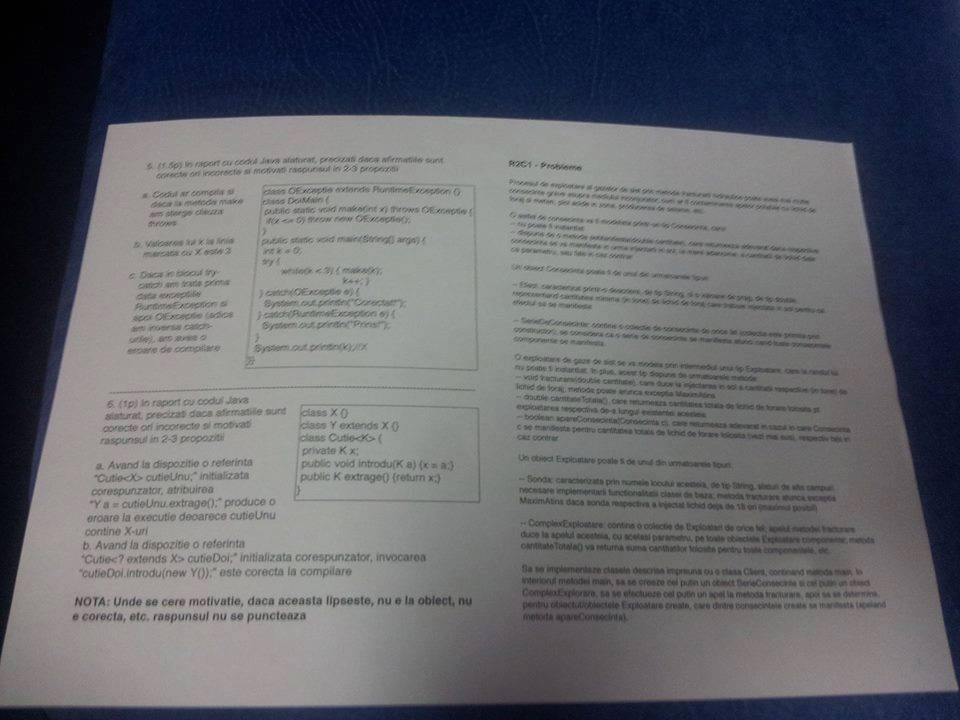 5. (1.5p) In raport cu codul Java alaturat, precizati daca afirmatiile sunt
corecte ori incorecte si motivati raspunsul in 2-3 propozitii
a. Codul ar compila si
daca la metoda make
am sterge clauza
throws
b. Valoarea lui k la linia
marcata cu X este 3
c. Daca in blocul try-
catch am trata prima
data exceptiile
RuntimeException si
apoi OExceptie (adica
am inversa catch-
urile), am avea o
eroare de compilare
class OExceptie extends RuntimeException {}
class DoiMain {
public static void make(int x) throws OExceptie {
if(x <= 0) throw new OExceptie();
}
public static void main(String[] args) {
int k = 0;
try {
while(k < 3) { make(k);
k++; }
} catch(OExceptie e) {
System.out.println("Corectat!");
} catch(RuntimeException e) {
System.out.println("Prins!");
}
System.out.println(k);//X
}}
6. (1p) In raport cu codul Java
alaturat, precizati daca afirmatiile sunt
corecte ori incorecte si motivati
raspunsul in 2-3 propozitii
class X {}
class Y extends X {}
class Cutie<K> {
private K x;
public void introdu(K a) {x = a;}
public K extrage() {return x;}
}
a. Avand la dispozitie o referinta
"Cutie<X> cutieUnu;" initializata
corespunzator, atribuirea
"Y a = cutieUnu.extrage();" produce o
eroare la executie deoarece cutieUnu
contine X-uri
b. Avand la dispozitie o referinta
"Cutie<? extends X> cutieDoi;" initializata corespunzator, invocarea
"cutieDoi.introdu(new Y());" este corecta la compilare
NOTA: Unde se cere motivatie, daca aceasta lipseste, nu e la obiect, nu
e corecta, etc. raspunsul nu se puncteaza
R2C1 - Probleme
Procesul de exploatare al gazelor de sist prin metoda fracturarii hidraulice poate avea mai multe
consecinte grave asupra mediului inconjurator, cum ar fi contaminarea apelor potabile cu lichid de
foraj si metan, ploi acide in zona, producerea de seisme, etc.
O astfel de consecinta va fi modelata printr-un tip Consecinta, care:
-- nu poate fi instantiat
-- dispune de o metoda care returneaza adevarat daca respectiva
consecinta se va manifesta in urma injectarii in sol, la mare adancime, a cantitatii de lichid date
ca parametru, sau fals in caz contrar
Un obiect Consecinta poate fi de unul din urmatoarele tipuri:
-- Efect: caracterizat printr-o descriere, de tip String, si o valoare de prag, de tip double,
reprezentand cantitatea minima (in tone) de lichid de foraj care trebuie injectata in sol pentru ca
efectul sa se manifeste
-- SerieDeConsecinte: contine o colectie de consecinte de orice fel (colectia este primita prin
constructor); se considera ca o serie de consecinte se manifesta atunci cand toate consecintele
componente se manifesta.
O exploatare de gaze de sist se va modela prin intermediul unui tip Exploatare, care la randul lui
nu poate fi instantiat. In plus, acest tip dispune de urmatoarele metode:
-- void fracturare(double cantitate), care duce la injectarea in sol a cantitatii respective (in tone) de
lichid de foraj; metoda poate arunca exceptia MaximAtins
-- double cantitateTotala(), care returneaza cantitatea totala de lichid de forare folosita pt.
exploatarea respectiva de-a lungul existentei acesteia
-- boolean apareConsecinta(Consecinta c), care returneaza adevarat in cazul in care Consecinta
c se manifesta pentru cantitatea totala de lichid de forare folosita (vezi mai sus), respectiv fals in
caz contrar
Un obiect Exploatare poate fi de unul din urmatoarele tipuri:
-- Sonda: caracterizata prin numele locului acesteia, de tip String, alaturi de alte campuri
necesare implementarii functionalitatii clasei de baza; metoda fracturare arunca exceptia
MaximAtins daca sonda respectiva a injectat lichid deja de 18 ori (maximul posibil)
-- ComplexExploatare: contine o colectie de Exploatari de orice fel; apelul metodei fracturare
duce la apelul acesteia, cu acelasi parametru, pe toate obiectele Exploatare componente; metoda
cantitateTotala() va returna suma cantitatilor folosite pentru toate componentele, etc.
Sa se implementeze clasele descrise impreuna cu o clasa Client, continand metoda main. In
interiorul metodei main, sa se creeze cel putin un obiect SerieConsecinte si cel putin un obiect
ComplexExplorare, sa se efectueze cel putin un apel la metoda fracturare, apoi sa se determine,
pentru obiectul/obiectele Exploatare create, care dintre consecintele create se manifesta (apeland
metoda apareConsecinta).